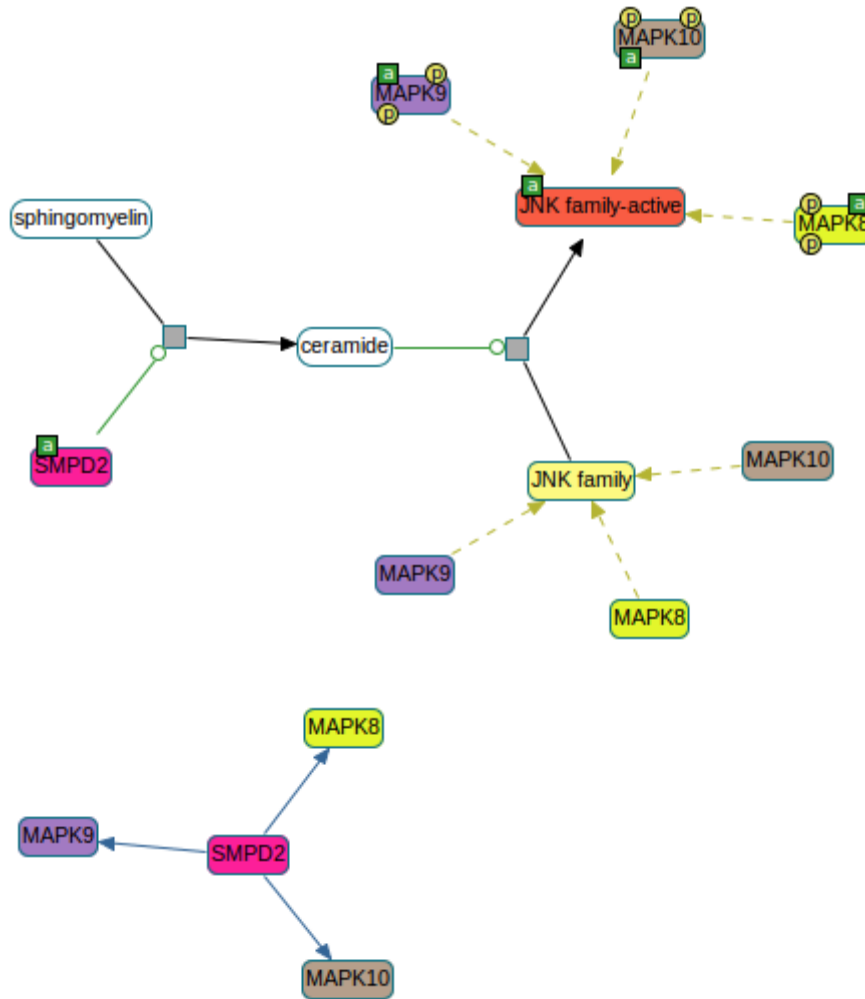 p
p
MAPK10
a
a
p
MAPK9
p
a
JNK family-active
p
a
MAPK8
p
sphingomyelin
ceramide
a
SMPD2
MAPK10
JNK family
MAPK9
MAPK8
MAPK8
MAPK9
SMPD2
MAPK10